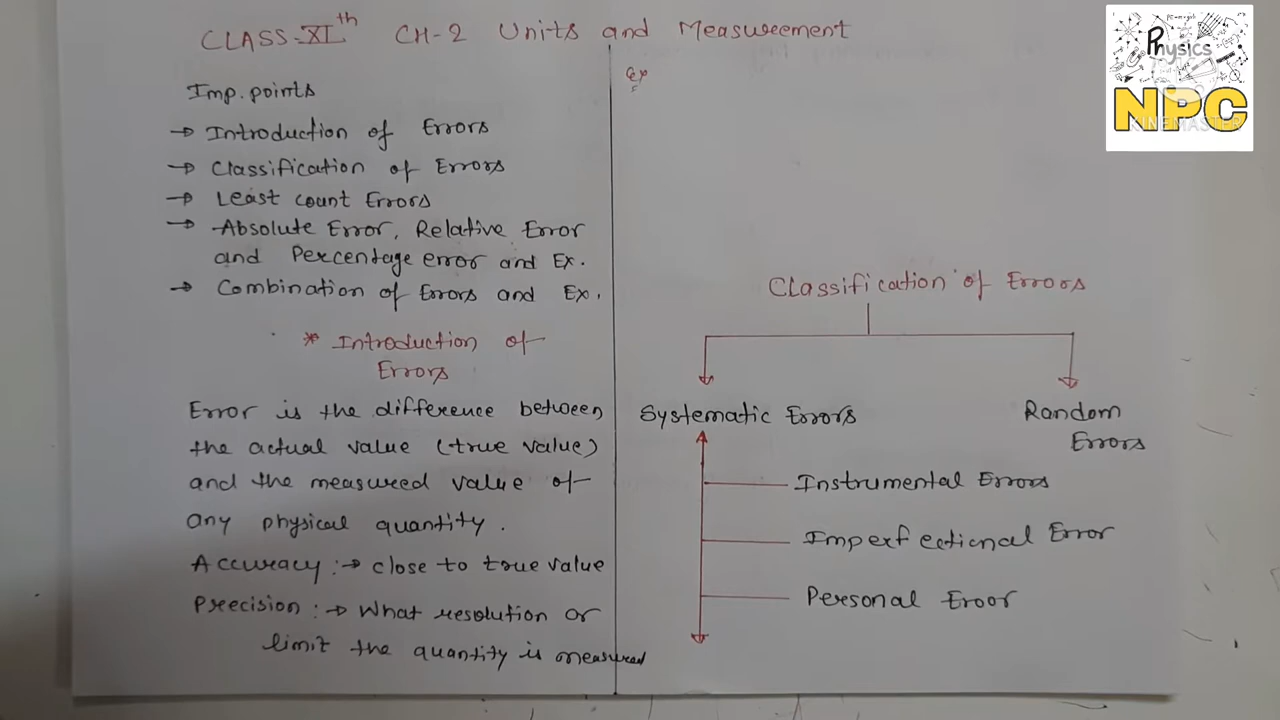 CLASS-XIth CH-2 Units and Measurement
Imp. points
→ Introduction of Errors
→ Classification of Errors
→ Least count Errors
→ Absolute Error, Relative Error
and Percentage error and Ex.
→ Combination of Errors and Ex.
* Introduction of
Errors
Error is the difference between
the actual value (true value)
and the measured value of
any physical quantity.
Accuracy :→ close to true value
Precision :→ What resolution or
limit the quantity is measured
Ex
Classification of Errors
Systematic Errors
Random
Errors
Instrumental Errors
Imperfectional Error
Personal Error
Physics
NPC
KINEMASTER